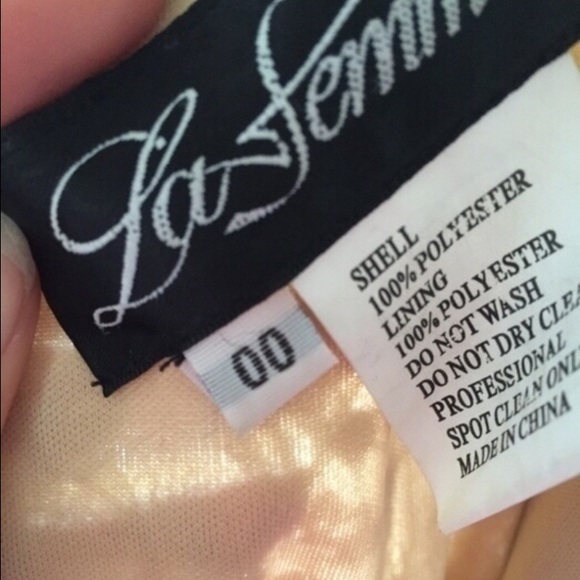 La Femm
00
SHELL
100% POLYESTER
LINING
100% POLYESTER
DO NOT WASH
DO NOT DRY CLEA
PROFESSIONAL
SPOT CLEAN ONL
MADE IN CHINA